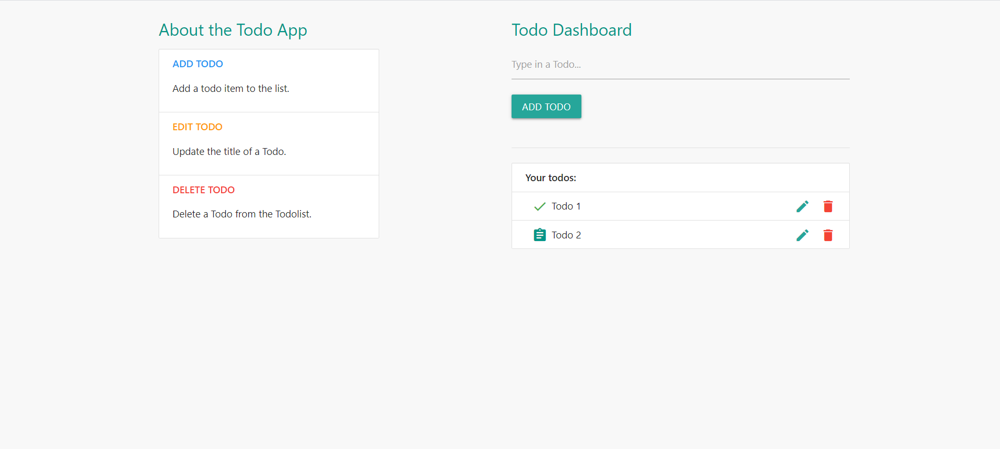 About the Todo App
ADD TODO
Add a todo item to the list.
EDIT TODO
Update the title of a Todo.
DELETE TODO
Delete a Todo from the Todolist.
Todo Dashboard
Type in a Todo...
ADD TODO
Your todos:
Todo 1
Todo 2